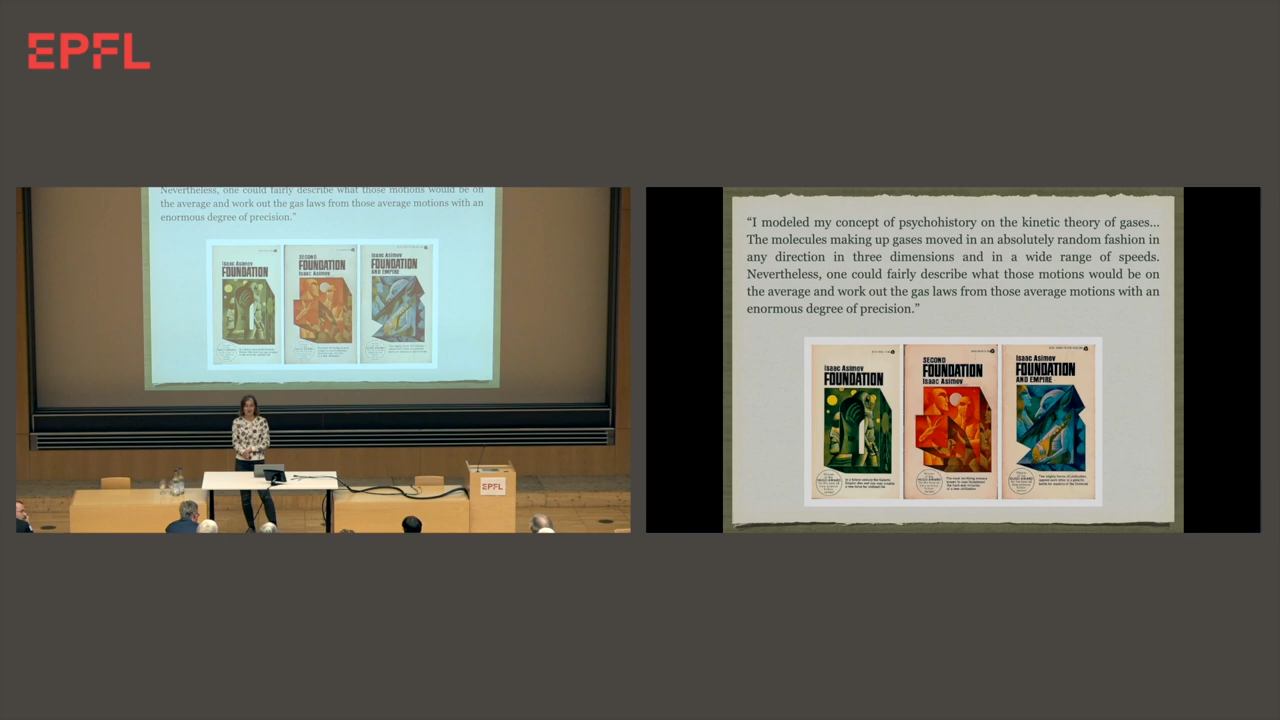 EPFL
Nevertheless, one could fairly describe what those motions would be on
the average and work out the gas laws from those average motions with an
enormous degree of precision.”
Isaac Asimov
FOUNDATION
SECOND
FOUNDATION
Isaac Asimov
Isaac Asimov
FOUNDATION
AND EMPIRE
EPFL
“I modeled my concept of psychohistory on the kinetic theory of gases...
The molecules making up gases moved in an absolutely random fashion in
any direction in three dimensions and in a wide range of speeds.
Nevertheless, one could fairly describe what those motions would be on
the average and work out the gas laws from those average motions with an
enormous degree of precision.”
Isaac Asimov
FOUNDATION
SECOND
FOUNDATION
Isaac Asimov
Isaac Asimov
FOUNDATION
AND EMPIRE